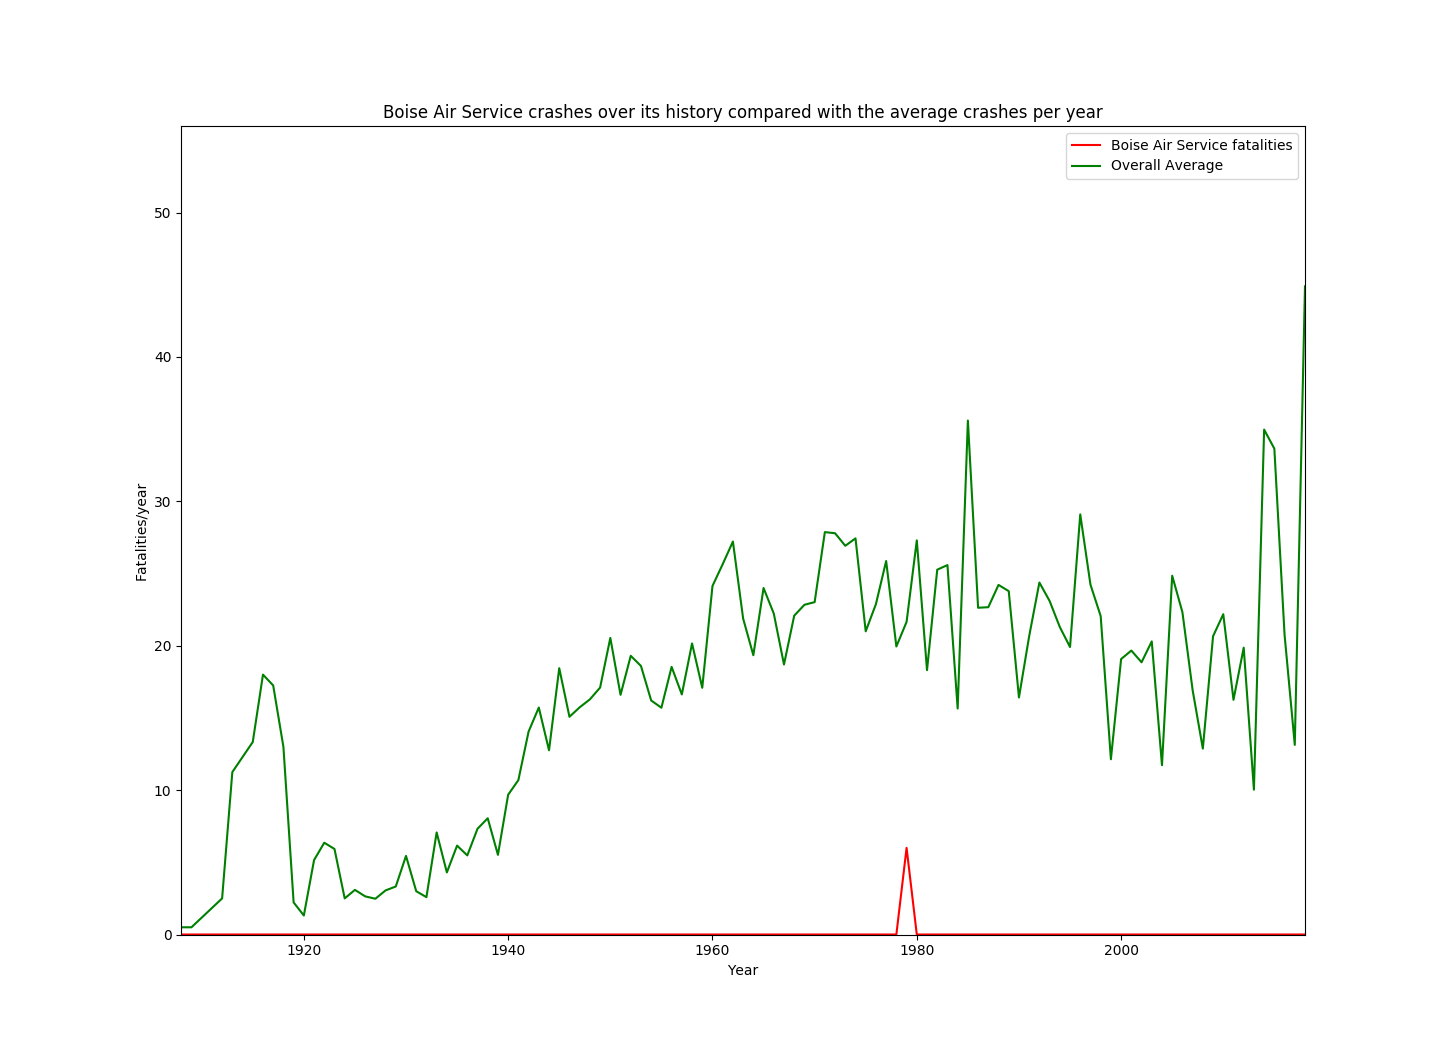 Boise Air Service crashes over its history compared with the average crashes per year
Boise Air Service fatalities
Overall Average
50
40
30
20
10
0
Fatalities/year
1920 1940 1960 1980 2000
Year